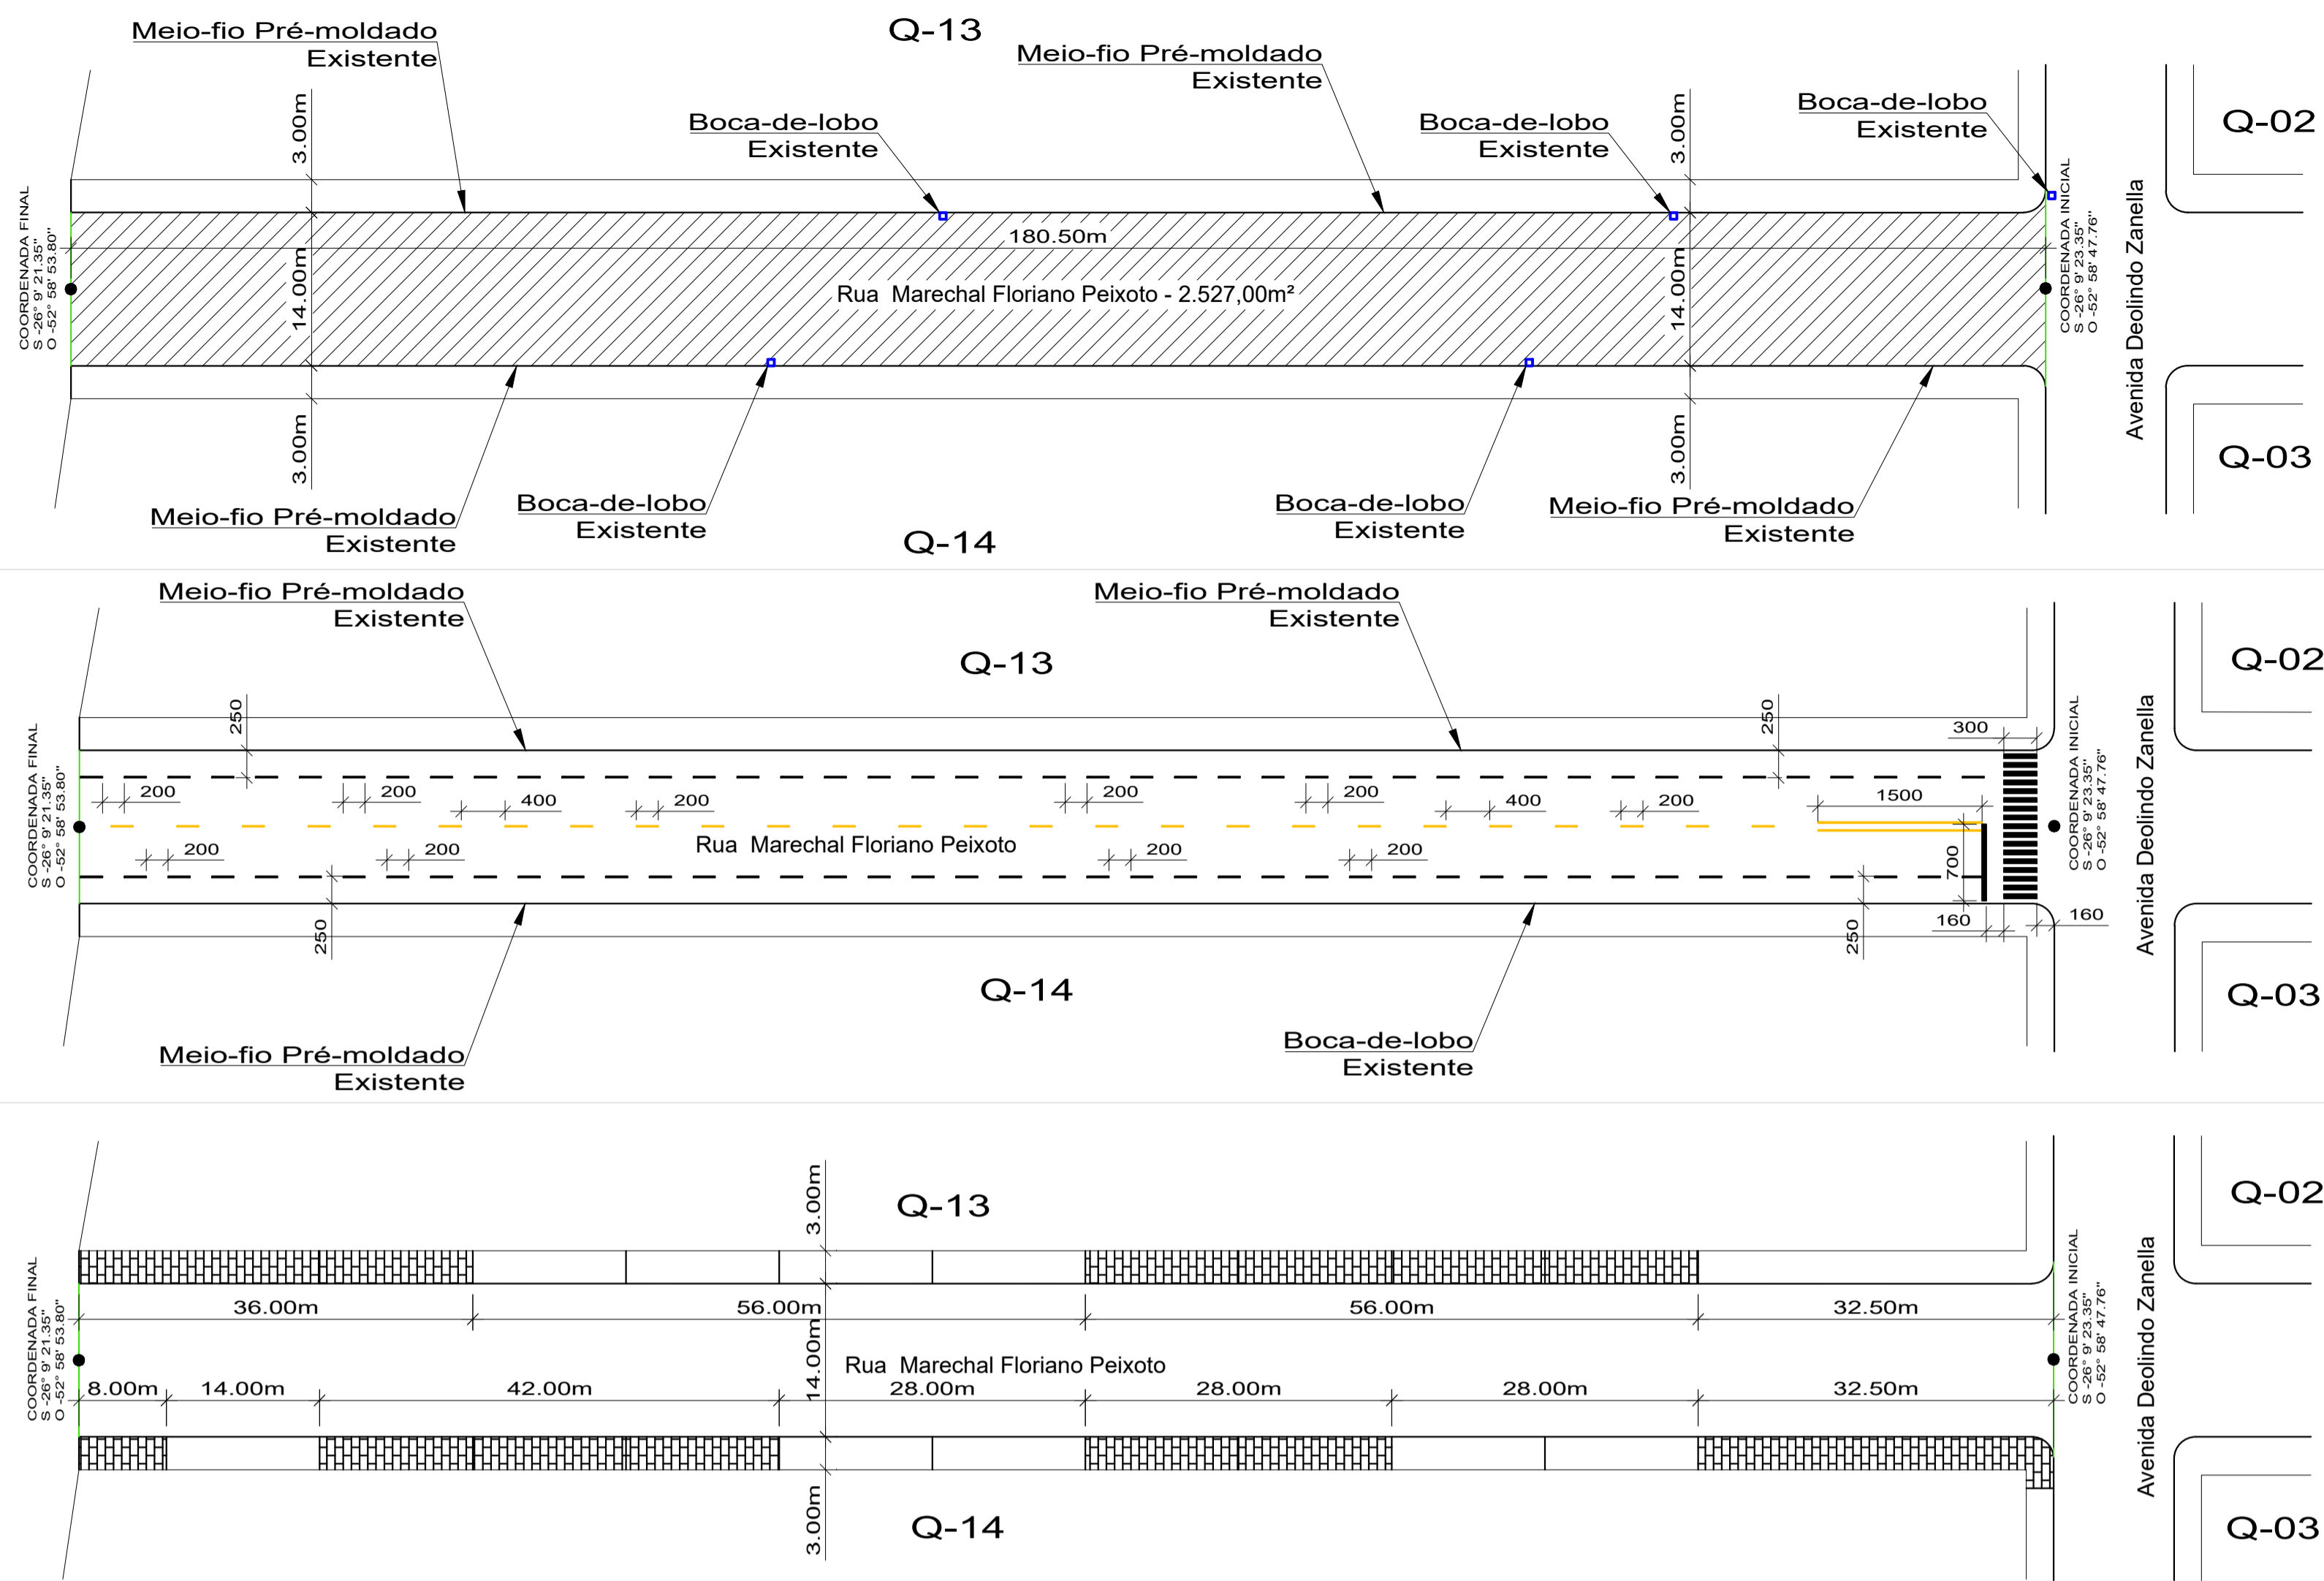 Q-13
Meio-fio Pré-moldado
Existente
Meio-fio Pré-moldado
Existente
Boca-de-lobo
Existente
Boca-de-lobo
Existente
Boca-de-lobo
Existente
Q-02
3.00m
3.00m
COORDENADA FINAL
S -26° 9' 21.35"
O -52° 58' 53.80"
180.50m
14.00m
Rua Marechal Floriano Peixoto - 2.527,00m²
14.00m
COORDENADA INICIAL
S -26° 9' 23.35"
O -52° 58' 47.76"
Avenida Deolindo Zanella
3.00m
3.00m
Q-03
Meio-fio Pré-moldado
Existente
Boca-de-lobo
Existente
Boca-de-lobo
Existente
Meio-fio Pré-moldado
Existente
Q-14
Meio-fio Pré-moldado
Existente
Meio-fio Pré-moldado
Existente
Q-13
Q-02
250
250
300
COORDENADA FINAL
S -26° 9' 21.35"
O -52° 58' 53.80"
200
200
400
200
200
200
400
200
1500
Rua Marechal Floriano Peixoto
200
200
200
200
700
COORDENADA INICIAL
S -26° 9' 23.35"
O -52° 58' 47.76"
Avenida Deolindo Zanella
250
250
160
160
Q-14
Q-03
Meio-fio Pré-moldado
Existente
Boca-de-lobo
Existente
3.00m
Q-13
Q-02
COORDENADA FINAL
S -26° 9' 21.35"
O -52° 58' 53.80"
36.00m
56.00m
56.00m
32.50m
14.00m
Rua Marechal Floriano Peixoto
8.00m
14.00m
42.00m
28.00m
28.00m
28.00m
32.50m
COORDENADA INICIAL
S -26° 9' 23.35"
O -52° 58' 47.76"
Avenida Deolindo Zanella
3.00m
Q-14
Q-03